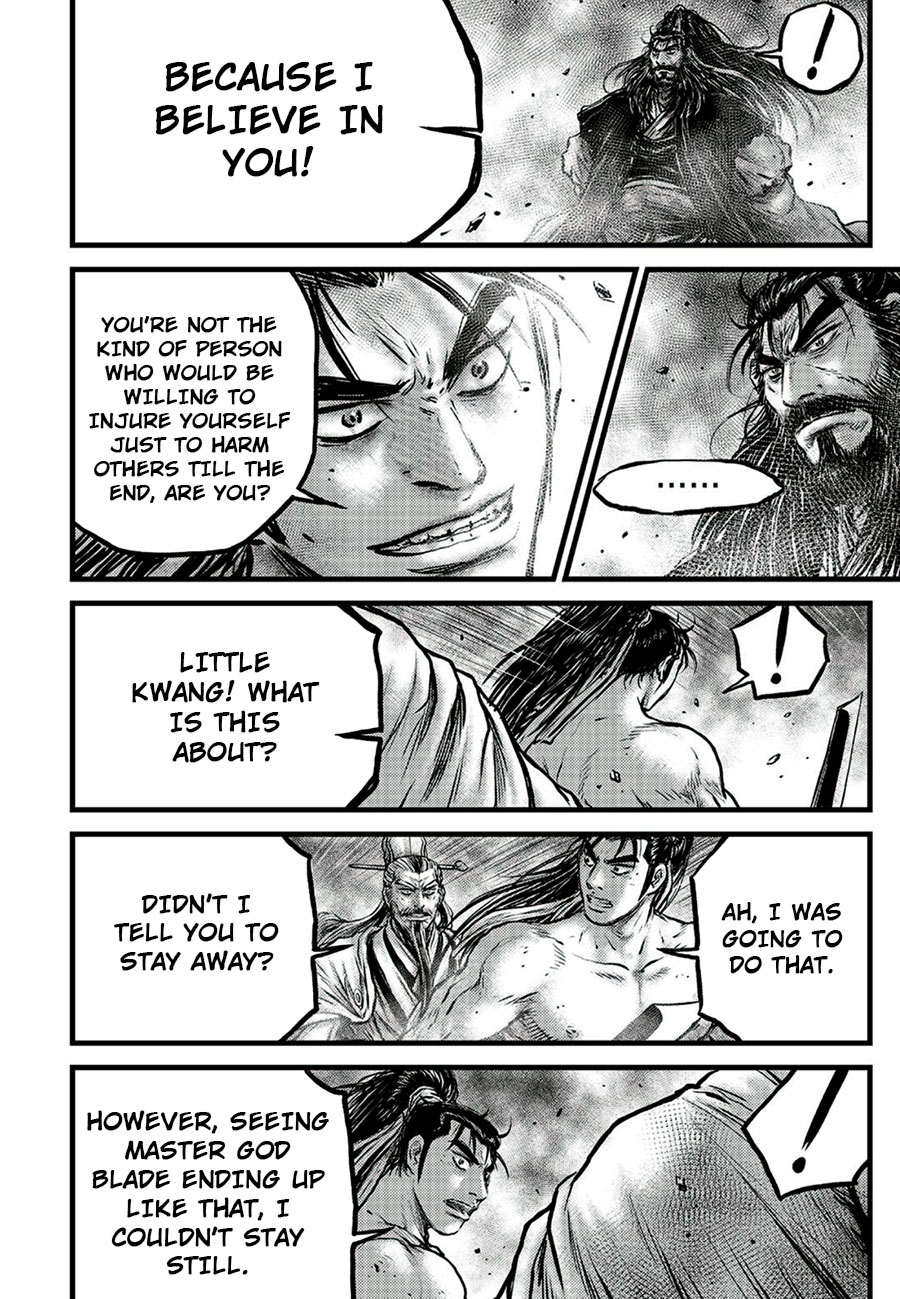 BECAUSE I
BELIEVE IN
YOU!
!
YOU'RE NOT THE
KIND OF PERSON
WHO WOULD BE
WILLING TO
INJURE YOURSELF
JUST TO HARM
OTHERS TILL THE
END, ARE YOU?
......
LITTLE
KWANG! WHAT
IS THIS
ABOUT?
!
DIDN'T I
TELL YOU TO
STAY AWAY?
AH, I WAS
GOING TO
DO THAT.
HOWEVER, SEEING
MASTER GOD
BLADE ENDING UP
LIKE THAT, I
COULDN'T STAY
STILL.
!